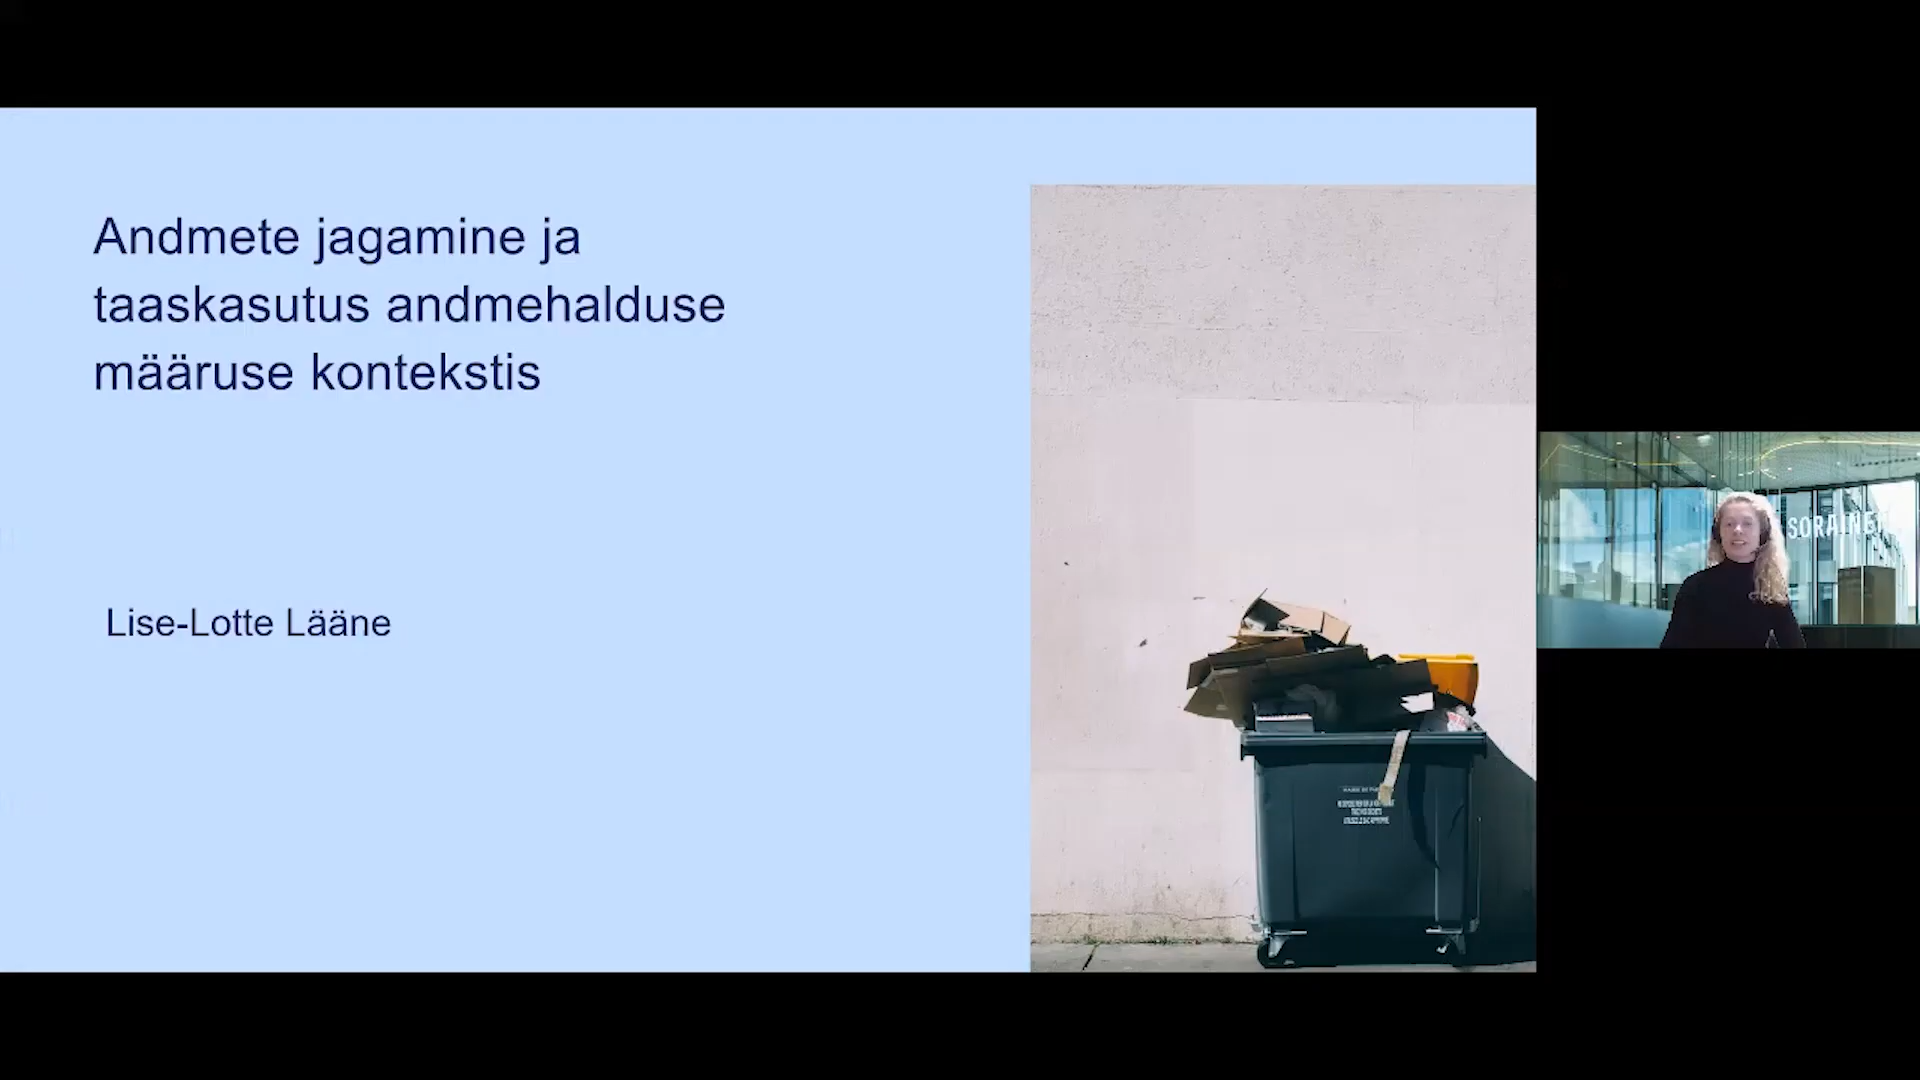 Andmete jagamine ja
taaskasutus andmehalduse
määruse kontekstis
Lise-Lotte Lääne
SORAINEN